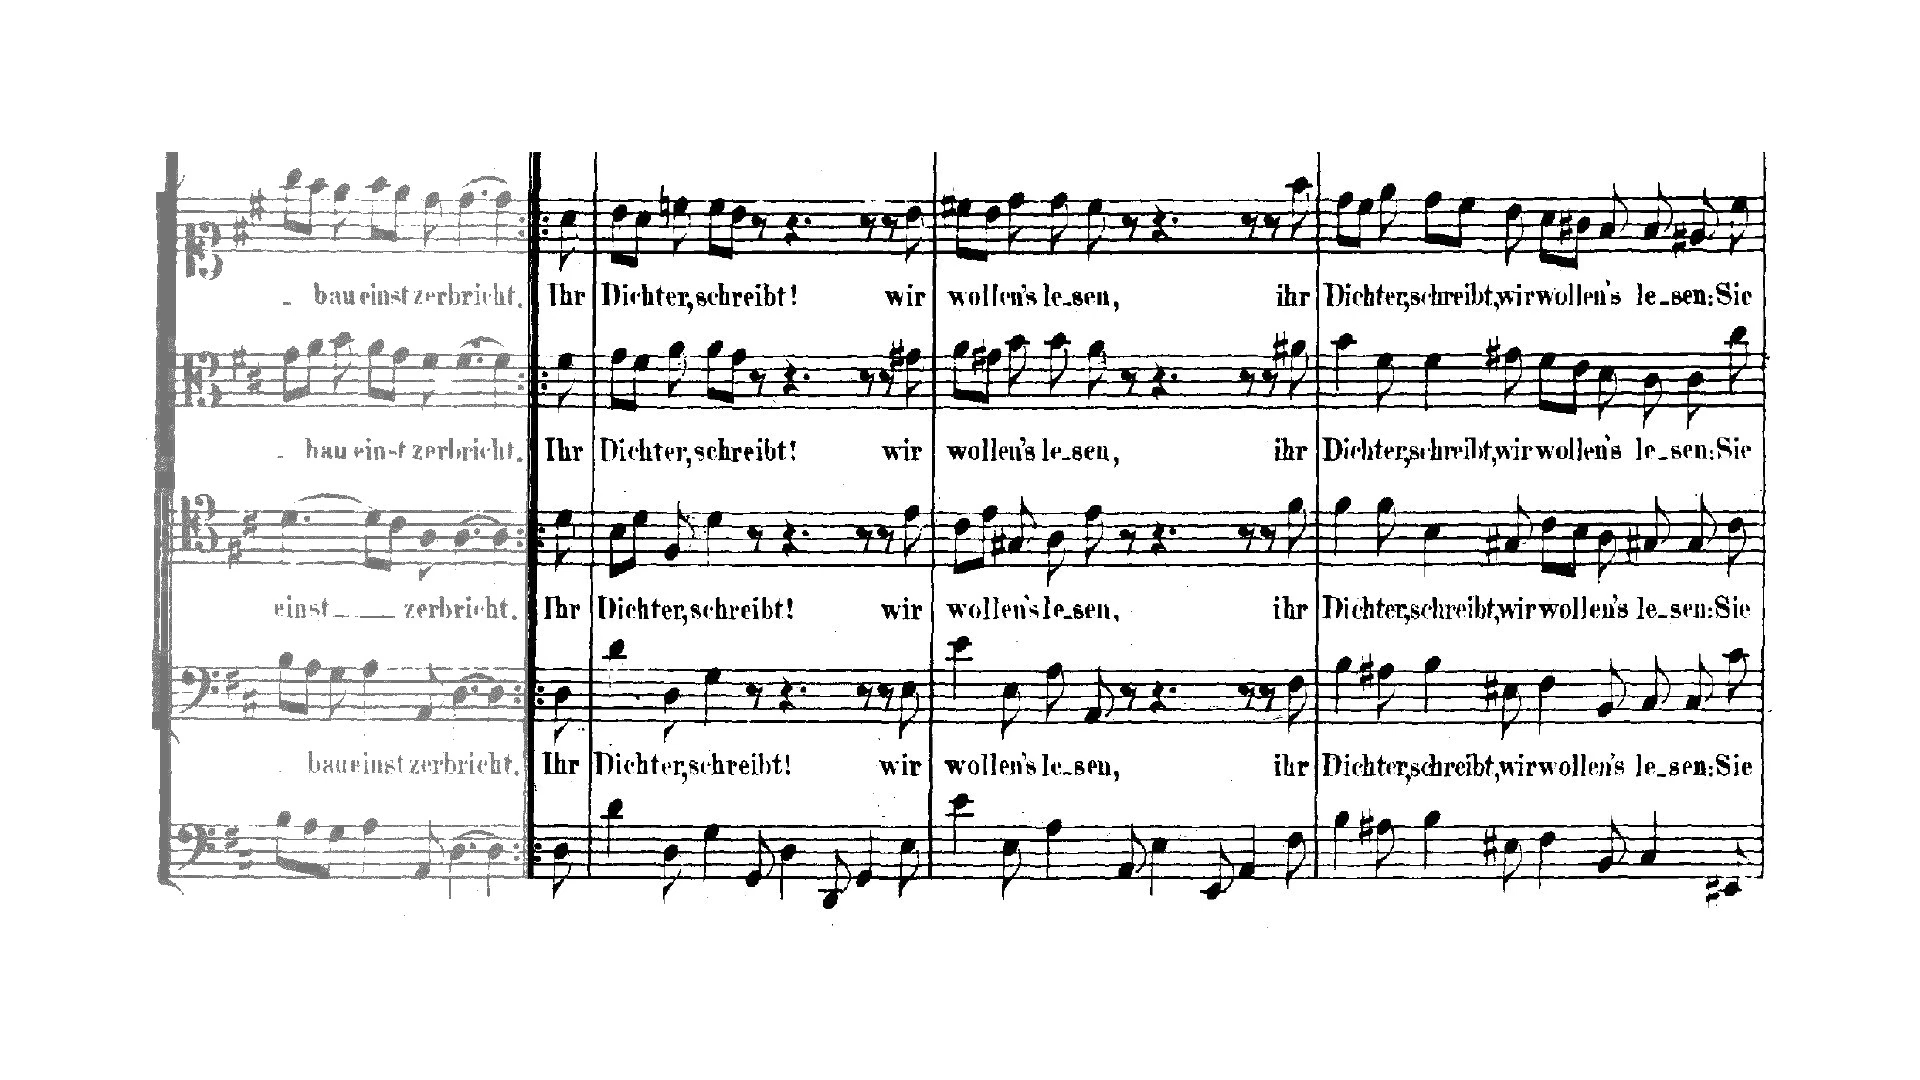 _ bau einst zerbricht. Ihr Dichter, schreibt! wir wollen's le_sen, ihr Dichter, schreibt, wir wollen's le_sen: Sie
_ bau einst zerbricht. Ihr Dichter, schreibt! wir wollen's le_sen, ihr Dichter, schreibt, wir wollen's le_sen: Sie
einst_ __ zerbricht. Ihr Dichter, schreibt! wir wollen's le_sen, ihr Dichter, schreibt, wir wollen's le_sen: Sie
bau einst zerbricht. Ihr Dichter, schreibt! wir wollen's le_sen, ihr Dichter, schreibt, wir wollen's le_sen: Sie